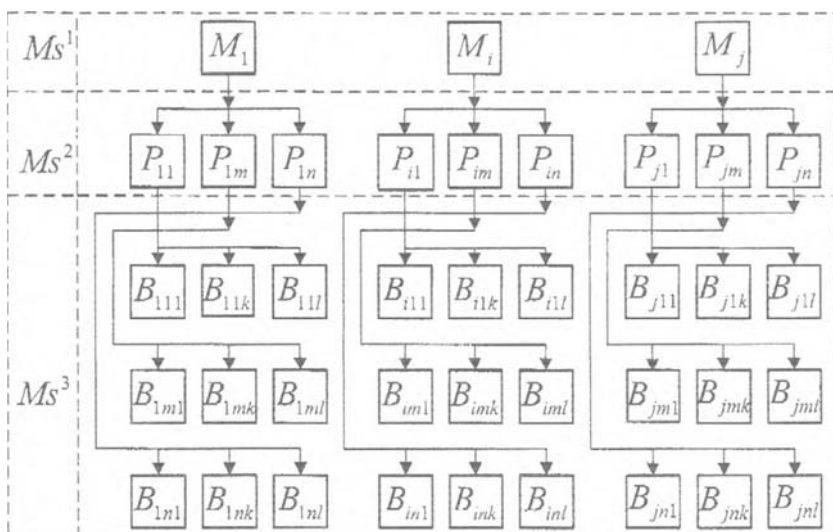 Ms¹ M₁ Mᵢ Mⱼ
Ms² P₁₁ P₁ₘ P₁ₙ Pᵢ₁ Pᵢₘ Pᵢₙ Pⱼ₁ Pⱼₘ Pⱼₙ
B₁₁₁ B₁₁ₖ B₁₁ₗ Bᵢ₁₁ Bᵢ₁ₖ Bᵢ₁ₗ Bⱼ₁₁ Bⱼ₁ₖ Bⱼ₁ₗ
Ms³ B₁ₘ₁ B₁ₘₖ B₁ₘₗ Bᵢₘ₁ Bᵢₘₖ Bᵢₘₗ Bⱼₘ₁ Bⱼₘₖ Bⱼₘₗ
B₁ₙ₁ B₁ₙₖ B₁ₙₗ Bᵢₙ₁ Bᵢₙₖ Bᵢₙₗ Bⱼₙ₁ Bⱼₙₖ Bⱼₙₗ